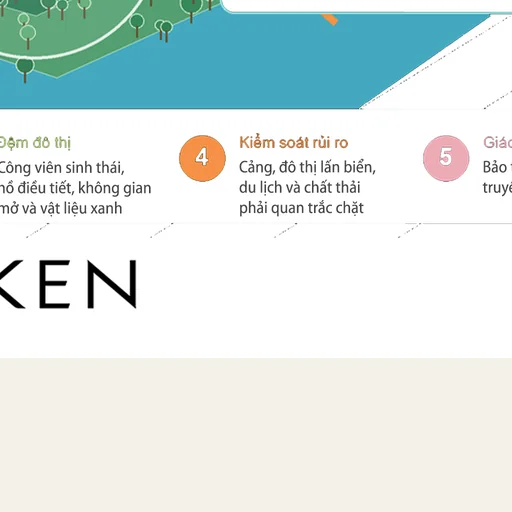 Đệm đô thị
Công viên sinh thái,
hồ điều tiết, không gian
mở và vật liệu xanh
4
Kiểm soát rủi ro
Cảng, đô thị lấn biển,
du lịch và chất thải
phải quan trắc chặt
5
Bảo
KEN